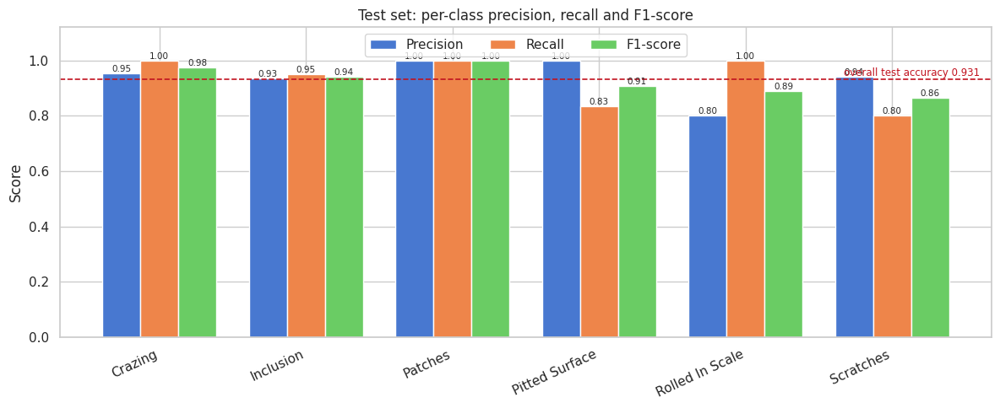 Test set: per-class precision, recall and F1-score
Precision Recall F1-score
Score
1.0
0.8
0.6
0.4
0.2
0.0
0.95 1.00 0.98
0.93 0.95 0.94
1.00 1.00 1.00
1.00 0.83 0.91
0.80 1.00 0.89
0.94 0.80 0.86
overall test accuracy 0.931
Crazing
Inclusion
Patches
Pitted Surface
Rolled In Scale
Scratches